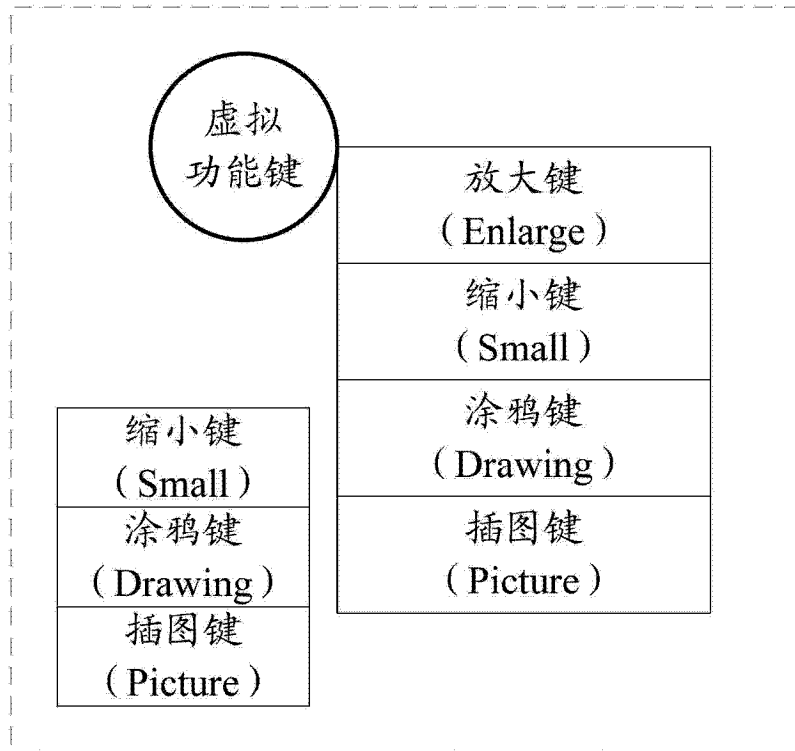 虚拟
功能键
放大键
（Enlarge）
缩小键
（Small）
涂鸦键
（Drawing）
插图键
（Picture）
缩小键
（Small）
涂鸦键
（Drawing）
插图键
（Picture）